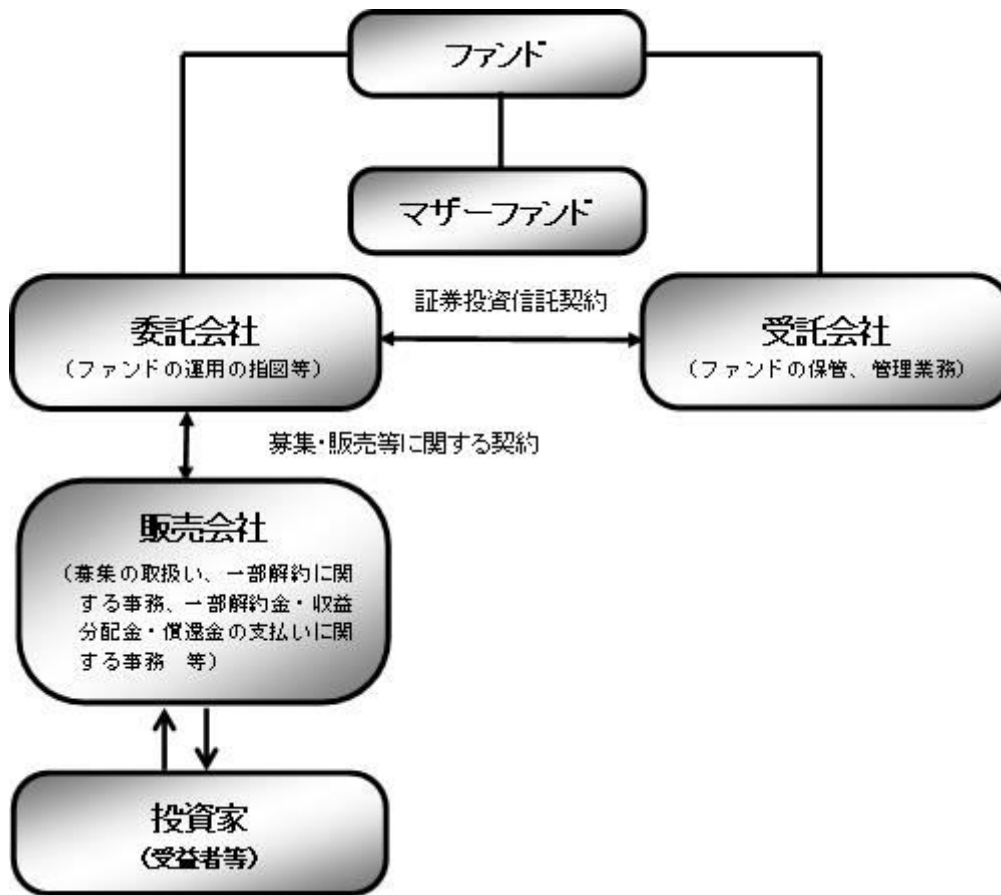 ファンド
マザーファンド
証券投資信託契約
委託会社
（ファンドの運用の指図等）
受託会社
（ファンドの保管、管理業務）
募集・販売等に関する契約
販売会社
（募集の取扱い、一部解約に関
する事務、一部解約金・収益
分配金・償還金の支払いに関
する事務　等）
投資家
（受益者等）